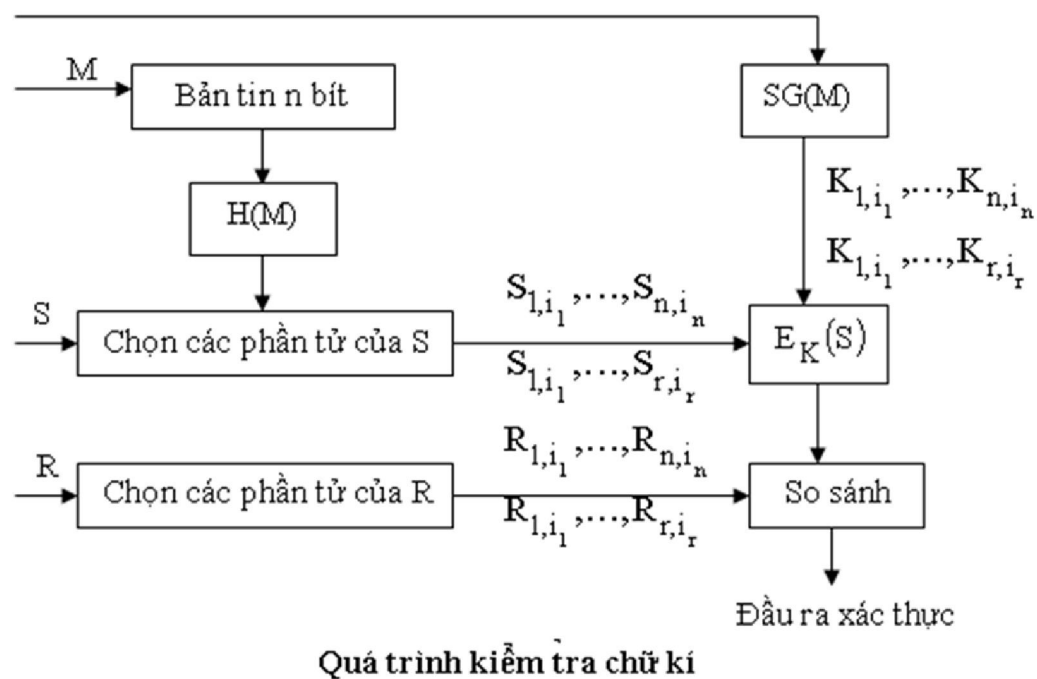 M
Bản tin n bít
SG(M)
H(M)
K1,i1 ,...,Kn,in
K1,i1 ,...,Kr,ir
S
Chọn các phần tử của S
S1,i1 ,...,Sn,in
S1,i1 ,...,Sr,ir
EK(S)
R
Chọn các phần tử của R
R1,i1 ,...,Rn,in
R1,i1 ,...,Rr,ir
So sánh
Đầu ra xác thực
Quá trình kiểm tra chữ kí